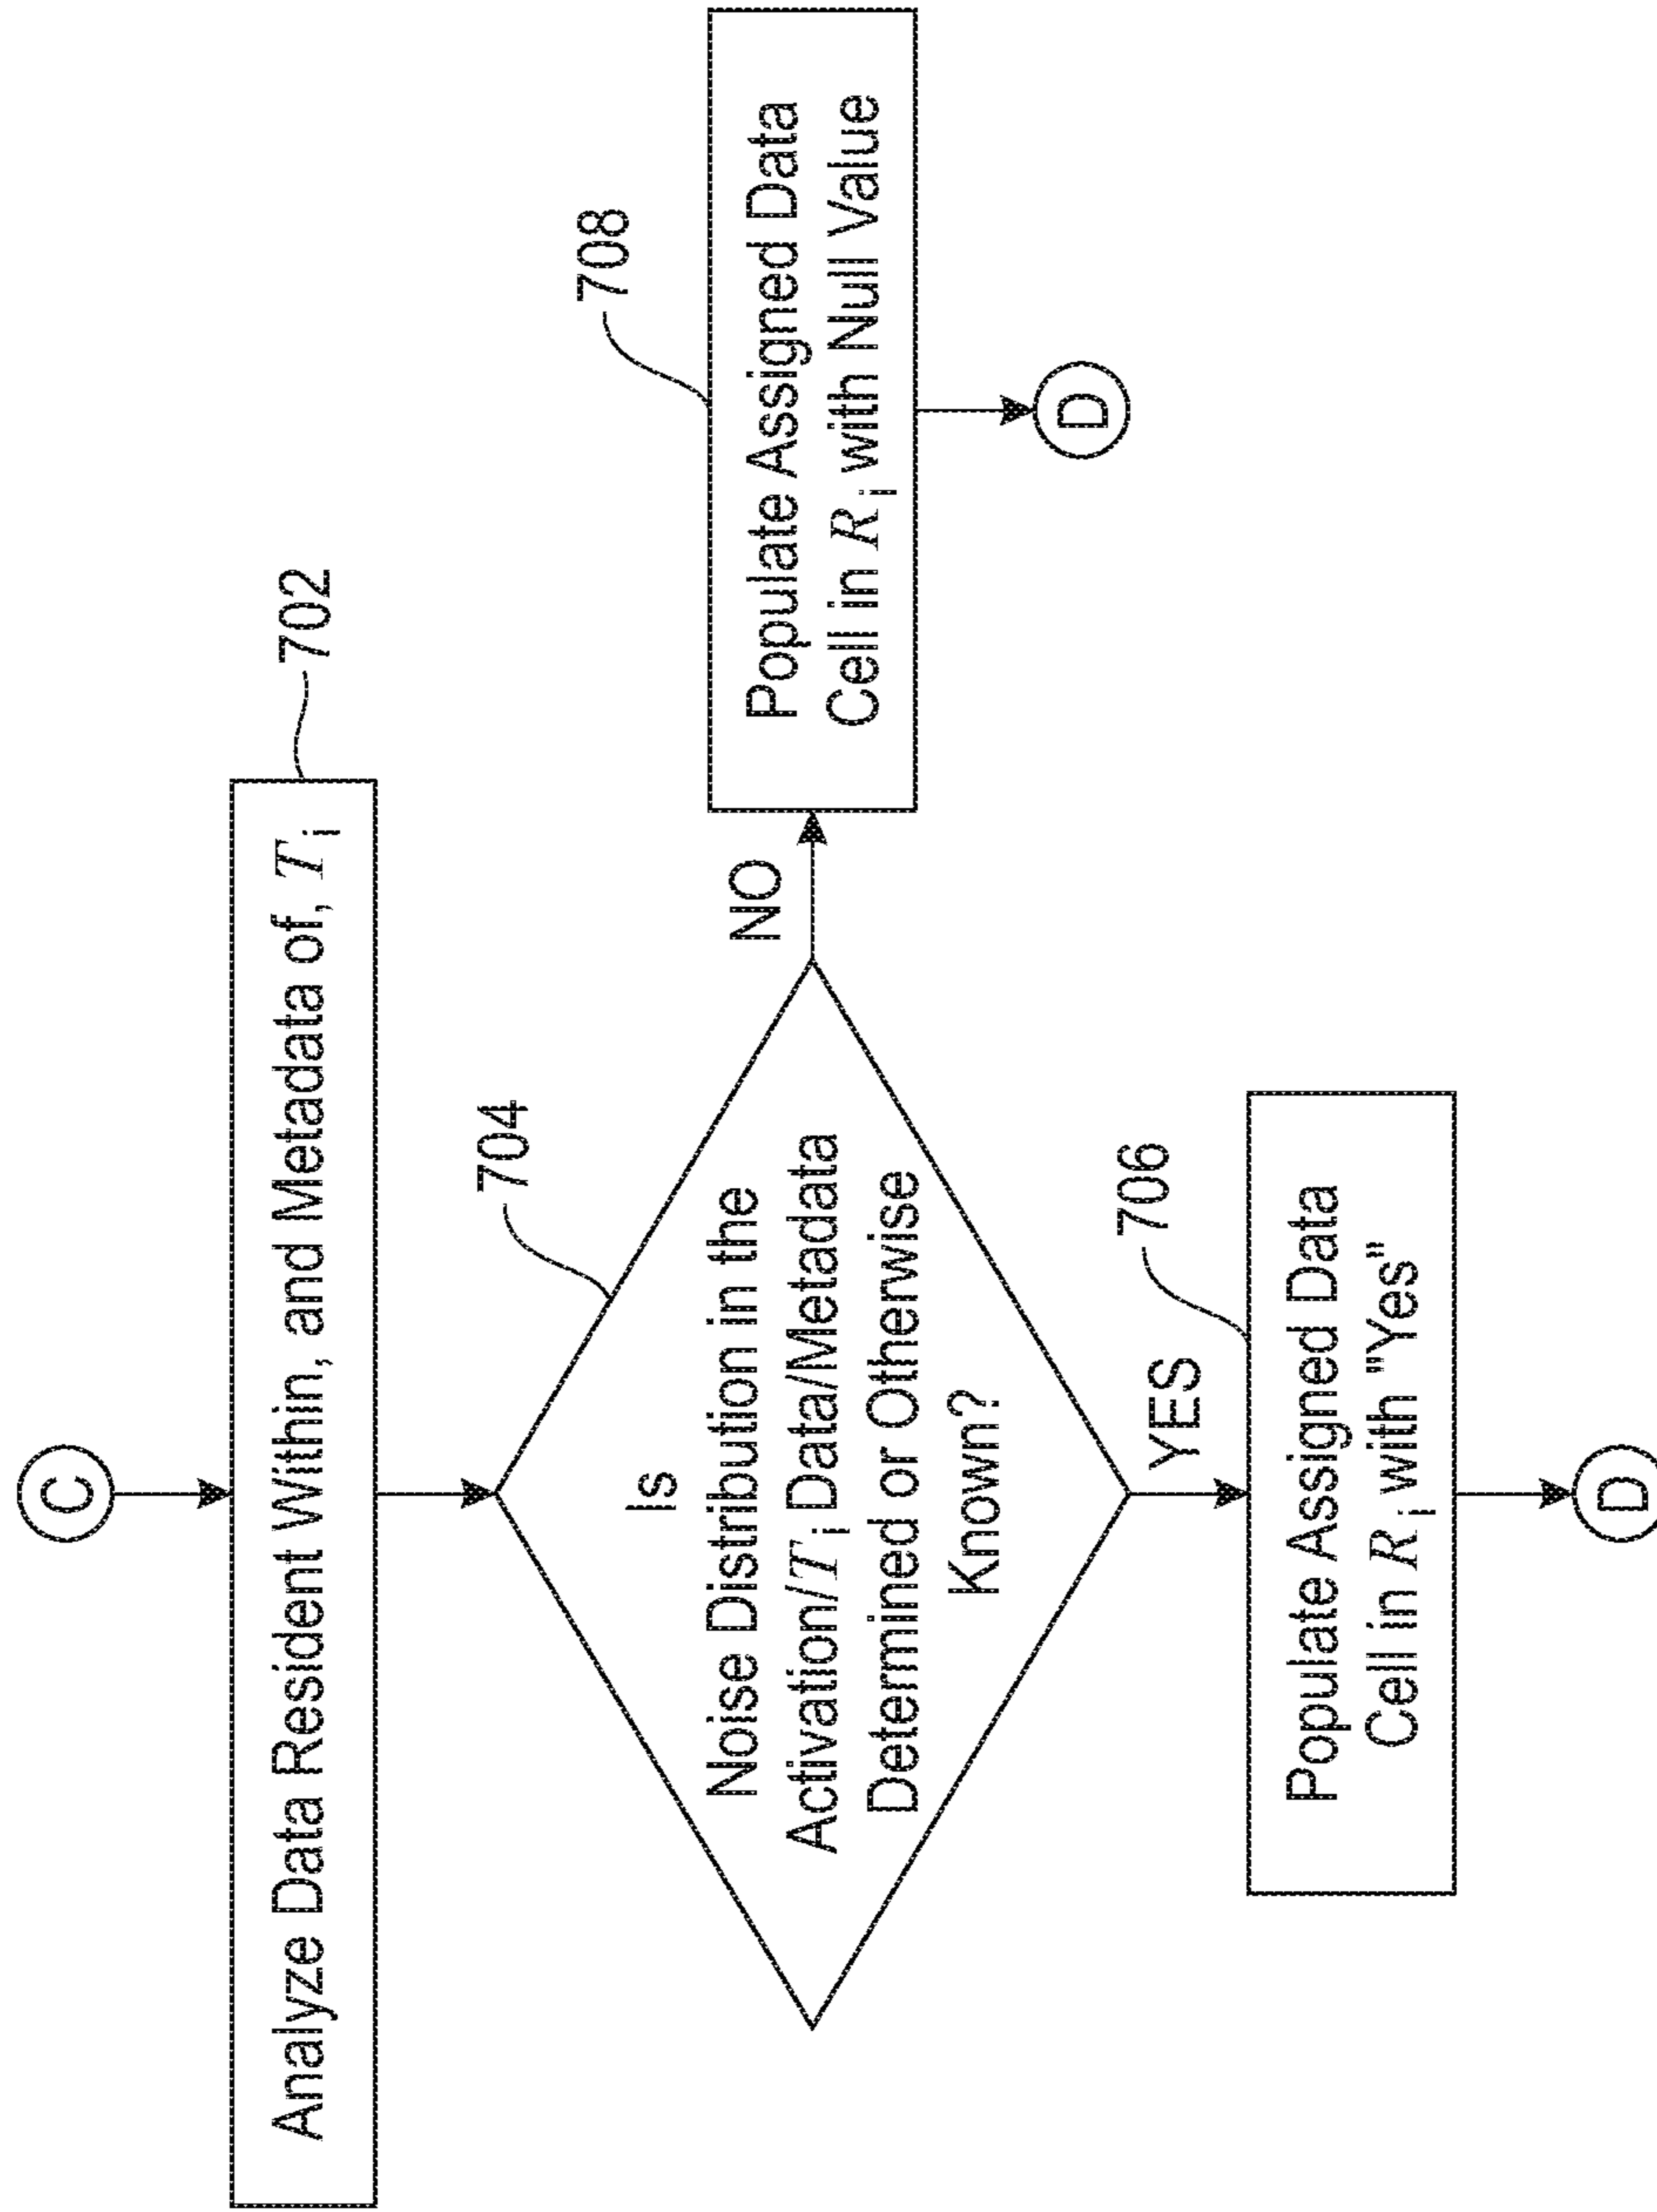 C
Analyze Data Resident Within, and Metadata of, Ti
702
Is
Noise Distribution in the
Activation/Ti Data/Metadata
Determined or Otherwise
Known?
704
NO
Populate Assigned Data
Cell in Ri with Null Value
708
D
YES
Populate Assigned Data
Cell in Ri with "Yes"
706
D